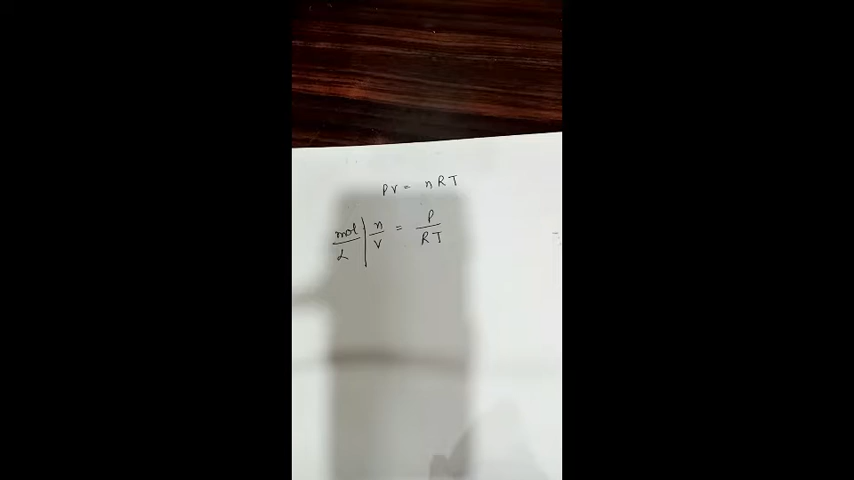 PV = nRT
mol/L | n/V = P/RT